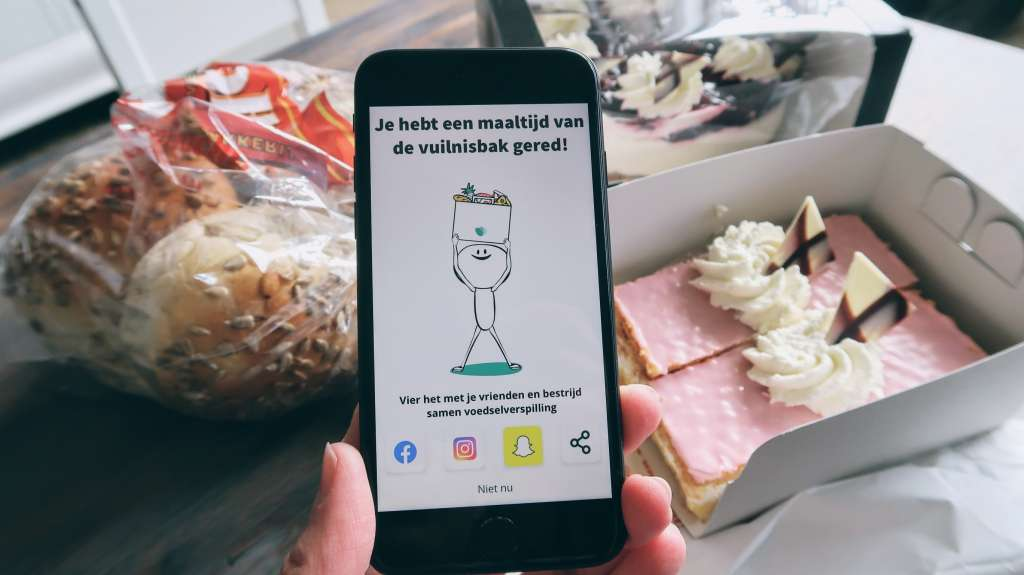 Je hebt een maaltijd van
de vuilnisbak gered!
Vier het met je vrienden en bestrijd
samen voedselverspilling
Niet nu